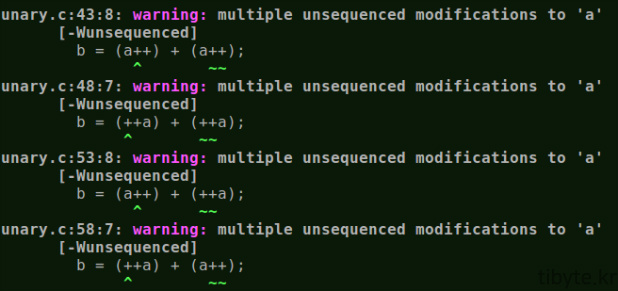 unary.c:43:8: warning: multiple unsequenced modifications to 'a'
[-Wunsequenced]
b = (a++) + (a++);
^ ~~
unary.c:48:7: warning: multiple unsequenced modifications to 'a'
[-Wunsequenced]
b = (++a) + (++a);
^ ~~
unary.c:53:8: warning: multiple unsequenced modifications to 'a'
[-Wunsequenced]
b = (a++) + (++a);
^ ~~
unary.c:58:7: warning: multiple unsequenced modifications to 'a'
[-Wunsequenced]
b = (++a) + (a++);
^ ~~
tibyte.kr